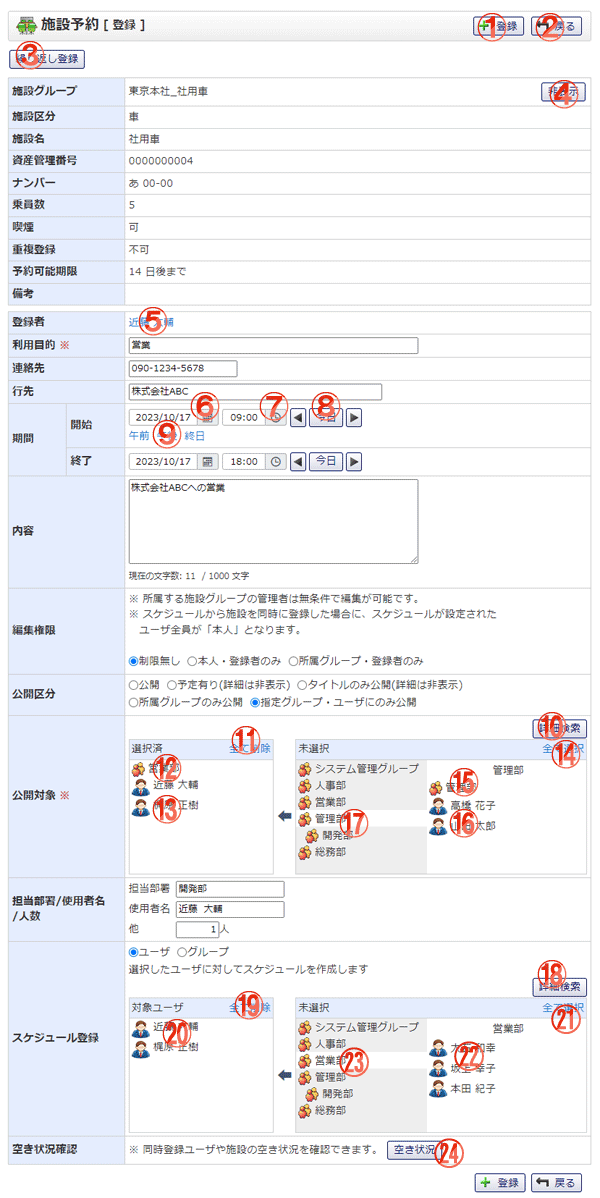 施設予約 [ 登録 ]
① 登録 ② 戻る
③ 返し登録
施設グループ 東京本社_社用車 ④ 示
施設区分 車
施設名 社用車
資産管理番号 0000000004
ナンバー あ 00-00
乗員数 5
喫煙 可
重複登録 不可
予約可能期限 14 日後まで
備考
登録者 近藤 大輔 ⑤
利用目的 ※ 営業
連絡先 090-1234-5678
行先 株式会社ABC
期間 開始 2023/10/17 ⑥ 09:00 ⑦ ◀ 今日 ⑧ ▶
午前 ⑨ 終日
終了 2023/10/17 18:00 ◀ 今日 ▶
内容 株式会社ABCへの営業
現在の文字数: 11 / 1000 文字
編集権限 ※ 所属する施設グループの管理者は無条件で編集が可能です。
※ スケジュールから施設を同時に登録した場合に、スケジュールが設定された
ユーザ全員が「本人」となります。
制限無し 本人・登録者のみ 所属グループ・登録者のみ
公開区分 公開 予定有り(詳細は非表示) タイトルのみ公開(詳細は非表示)
所属グループのみ公開 指定グループ・ユーザにのみ公開
公開対象 ※
⑩ 詳細検索
選択済 ⑪ 全て削除
⑫ 営業部
近藤 大輔
⑬ 梶原 正樹
未選択 ⑭ 全て選択
システム管理グループ
人事部
営業部
管理部 ⑰
開発部
総務部
管理部
⑮ 管理部
高橋 花子
⑯ 山田 太郎
担当部署/使用者名
/人数
担当部署 開発部
使用者名 近藤 大輔
他 1 人
スケジュール登録 ユーザ グループ
選択したユーザに対してスケジュールを作成します
⑱ 詳細検索
対象ユーザ ⑲ 全て削除
近藤 大輔
⑳ 梶原 正樹
未選択 ㉑ 全て選択
システム管理グループ
人事部
営業部 ㉓
管理部
開発部
総務部
営業部
㉒ 和幸
坂上 幸子
本田 紀子
空き状況確認 ※ 同時登録ユーザや施設の空き状況を確認できます。 空き状況 ㉔
登録 戻る